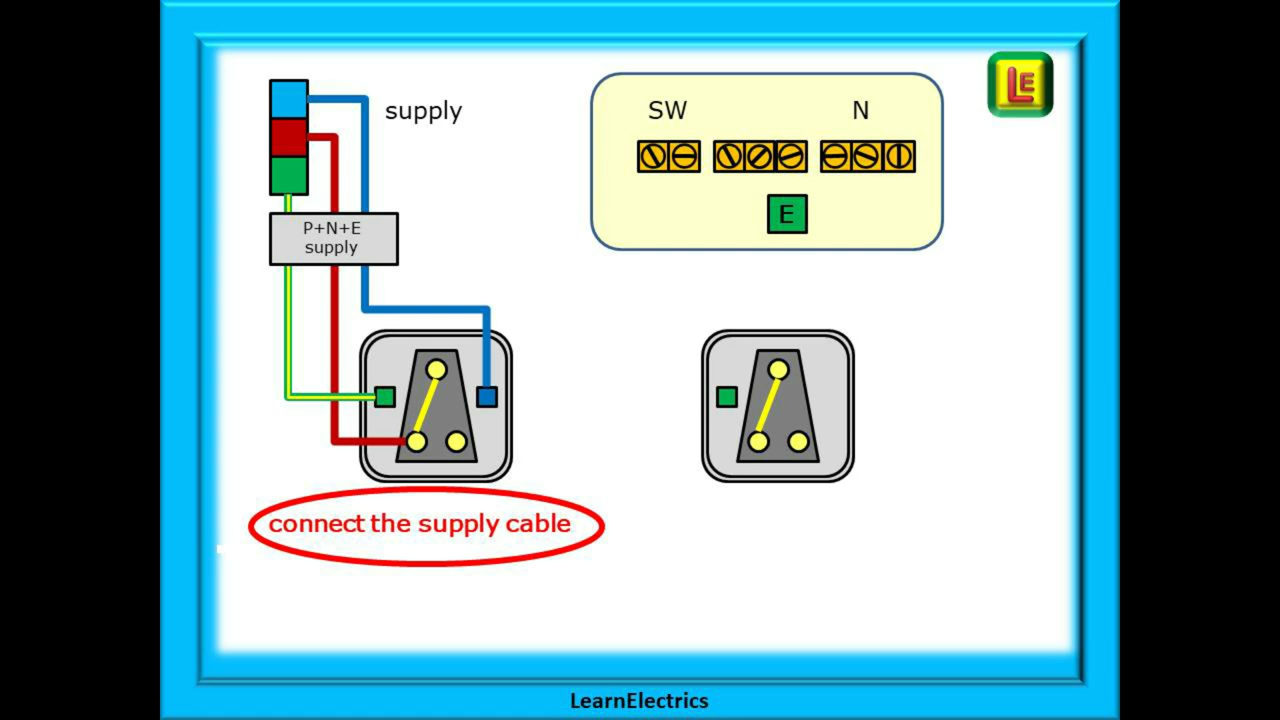 LE
supply
SW
N
E
P+N+E
supply
connect the supply cable
LearnElectrics